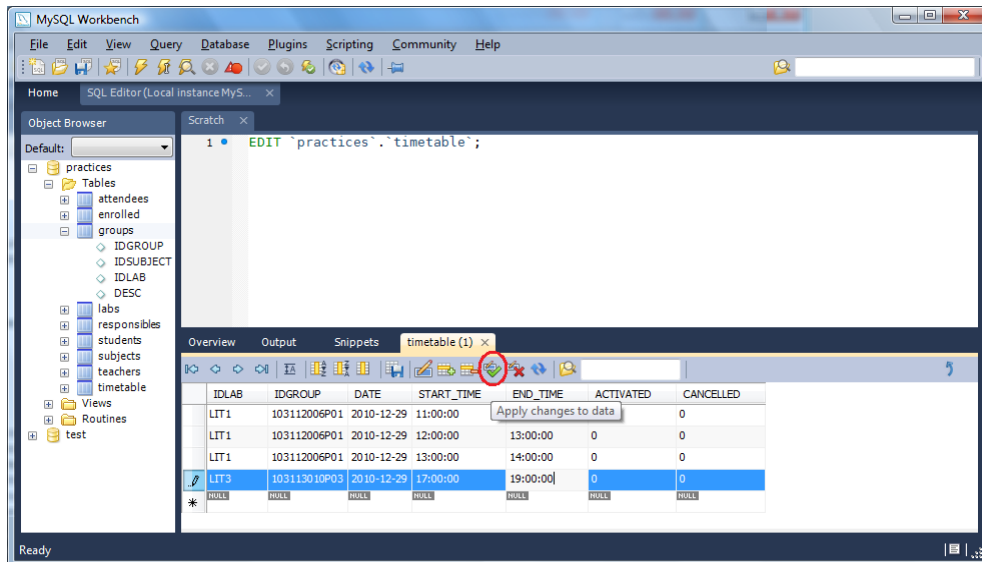 MySQL Workbench
File Edit View Query Database Plugins Scripting Community Help
Home SQL Editor (Local instance MyS...
Object Browser
Default:
practices
Tables
attendees
enrolled
groups
IDGROUP
IDSUBJECT
IDLAB
DESC
labs
responsibles
students
subjects
teachers
timetable
Views
Routines
test
Scratch
1 EDIT `practices`.`timetable`;
Overview Output Snippets timetable (1)
IDLAB IDGROUP DATE START_TIME END_TIME ACTIVATED CANCELLED
LIT1 103112006P01 2010-12-29 11:00:00 0
Apply changes to data
LIT1 103112006P01 2010-12-29 12:00:00 13:00:00 0 0
LIT1 103112006P01 2010-12-29 13:00:00 14:00:00 0 0
LIT3 103113010P03 2010-12-29 17:00:00 19:00:00 0 0
NULL NULL NULL NULL NULL NULL NULL
Ready